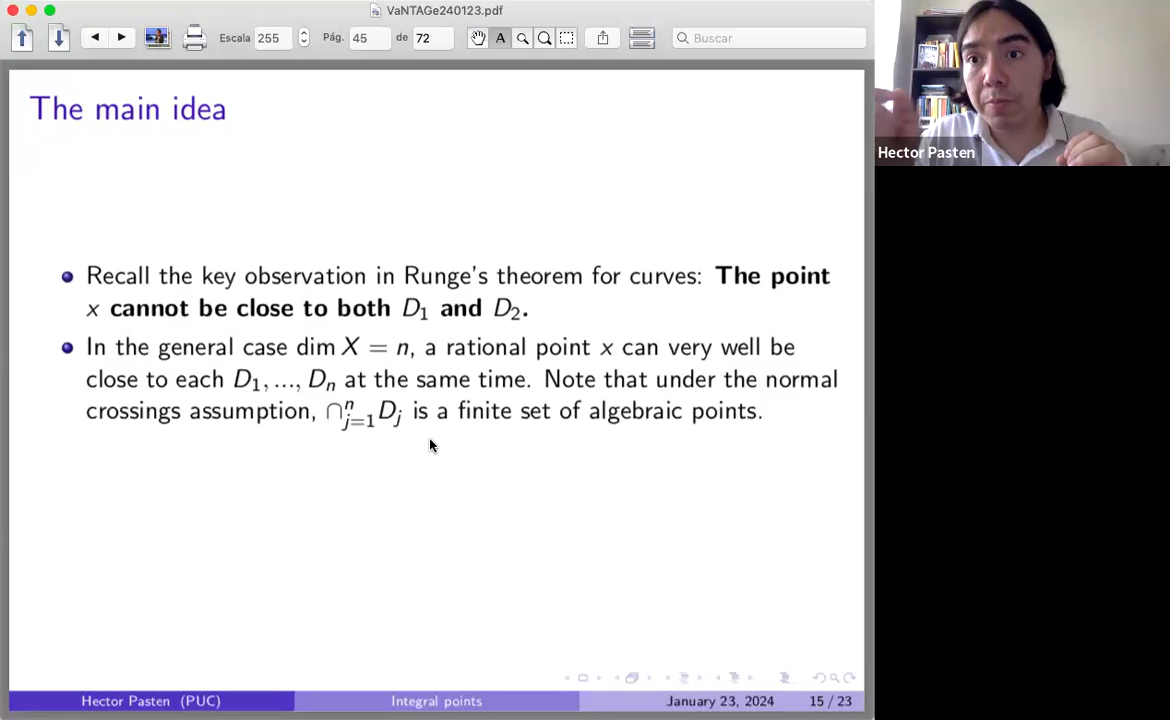 VaNTAGe240123.pdf
Escala 255 Pág. 45 de 72 A Buscar
The main idea
Recall the key observation in Runge's theorem for curves: The point
x cannot be close to both D₁ and D₂.
In the general case dim X = n, a rational point x can very well be
close to each D₁, ..., Dₙ at the same time. Note that under the normal
crossings assumption, ∩ⁿⱼ₌₁Dⱼ is a finite set of algebraic points.
Hector Pasten (PUC) Integral points January 23, 2024 15 / 23
Hector Pasten